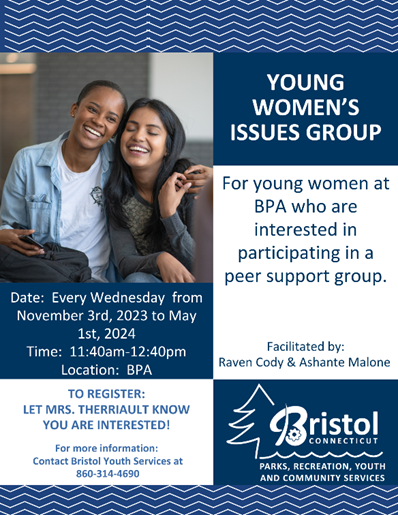 YOUNG
WOMEN'S
ISSUES GROUP
For young women at
BPA who are
interested in
participating in a
peer support group.
Date:  Every Wednesday  from
November 3rd, 2023 to May
1st, 2024
Time:  11:40am-12:40pm
Location:  BPA
Facilitated by:
Raven Cody & Ashante Malone
TO REGISTER:
LET MRS. THERRIAULT KNOW
YOU ARE INTERESTED!
For more information:
Contact Bristol Youth Services at
860-314-4690
Bristol
CONNECTICUT
PARKS, RECREATION, YOUTH
AND COMMUNITY SERVICES